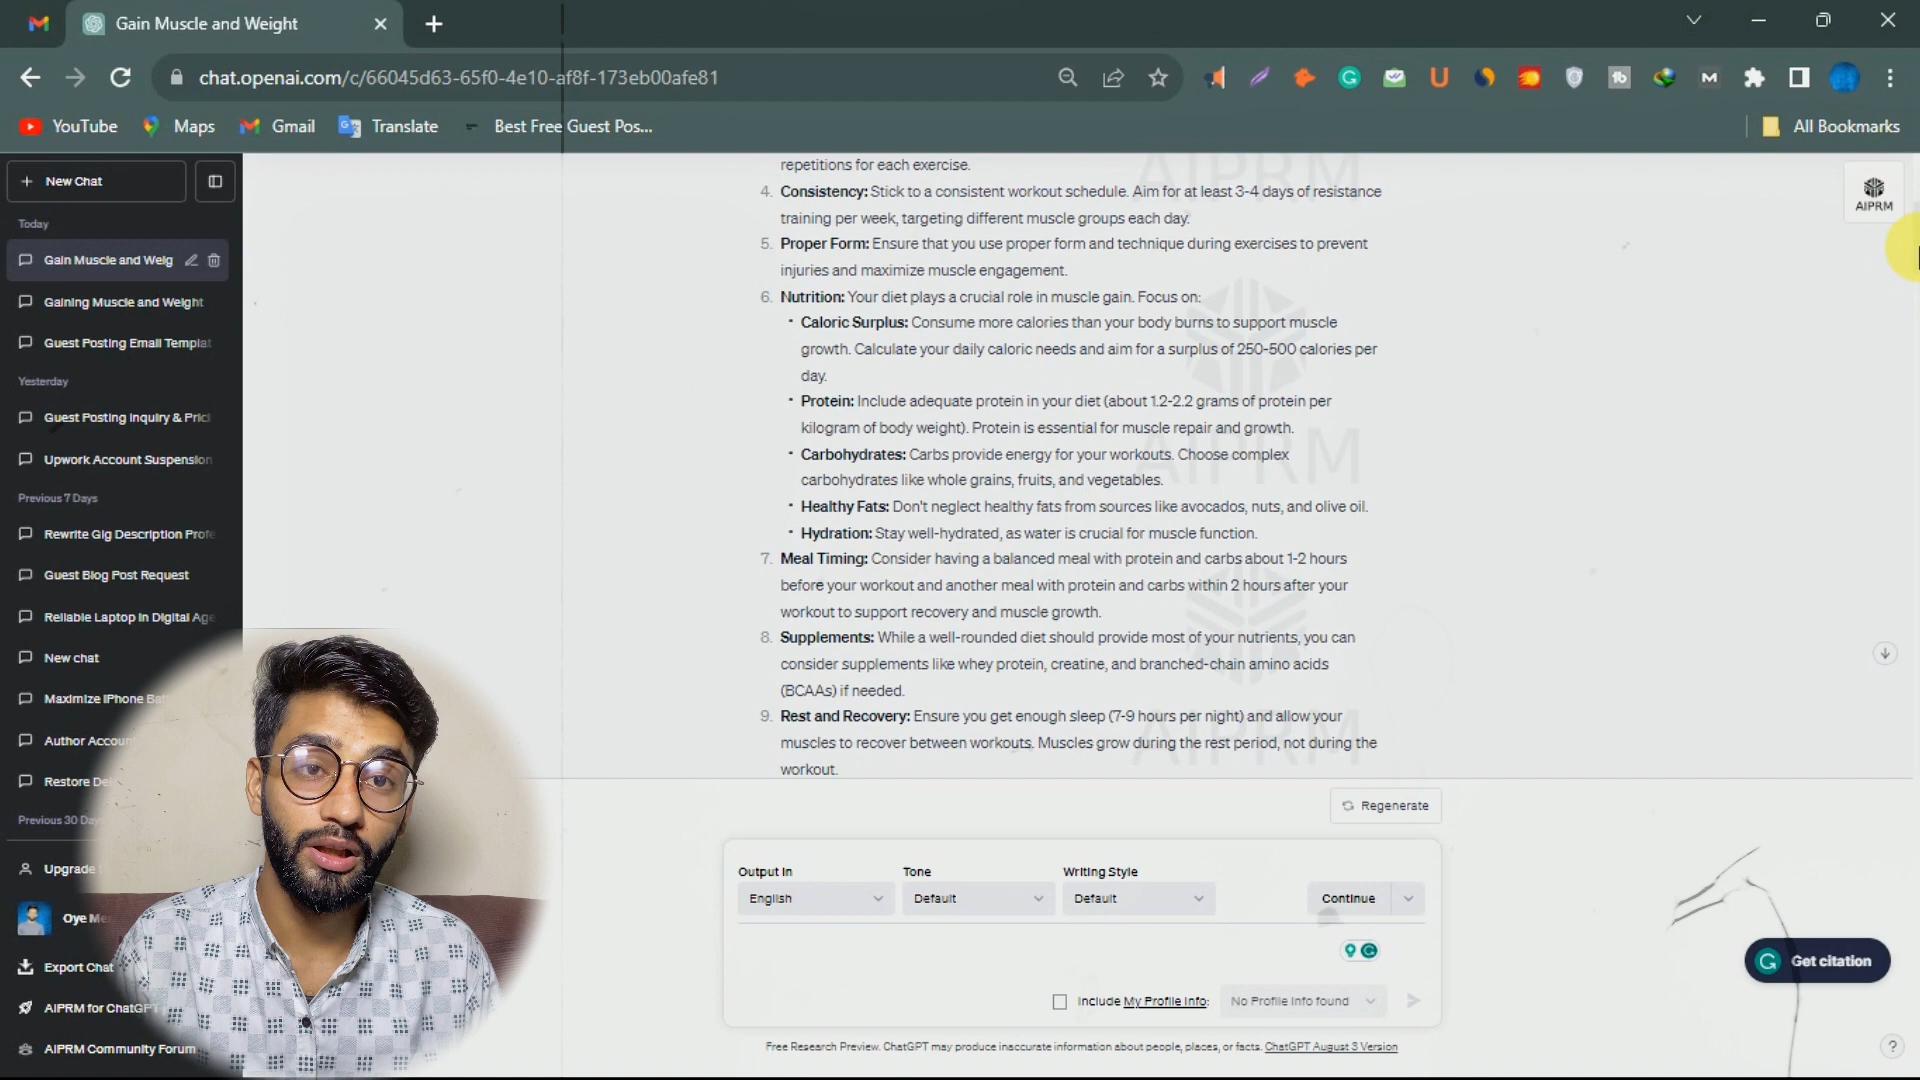 Gain Muscle and Weight
chat.openai.com/c/66045d63-65f0-4e10-af8f-173eb00afe81
YouTube
Maps
Gmail
Translate
Best Free Guest Pos...
All Bookmarks
New Chat
Today
Gain Muscle and Weig
Gaining Muscle and Weight
Guest Posting Email Templat
Yesterday
Guest Posting Inquiry & Prici
Upwork Account Suspension
Previous 7 Days
Rewrite Gig Description Profe
Guest Blog Post Request
Reliable Laptop in Digital Age
New chat
Maximize iPhone Bat
Author Accoun
Restore De
Previous 30 Days
Upgrade
Oye Me
Export Chat
AIPRM for ChatGPT
AIPRM Community Forum
repetitions for each exercise.
4. Consistency: Stick to a consistent workout schedule. Aim for at least 3-4 days of resistance
training per week, targeting different muscle groups each day.
5. Proper Form: Ensure that you use proper form and technique during exercises to prevent
injuries and maximize muscle engagement.
6. Nutrition: Your diet plays a crucial role in muscle gain. Focus on:
• Caloric Surplus: Consume more calories than your body burns to support muscle
growth. Calculate your daily caloric needs and aim for a surplus of 250-500 calories per
day.
• Protein: Include adequate protein in your diet (about 1.2-2.2 grams of protein per
kilogram of body weight). Protein is essential for muscle repair and growth.
• Carbohydrates: Carbs provide energy for your workouts. Choose complex
carbohydrates like whole grains, fruits, and vegetables.
• Healthy Fats: Don't neglect healthy fats from sources like avocados, nuts, and olive oil.
• Hydration: Stay well-hydrated, as water is crucial for muscle function.
7. Meal Timing: Consider having a balanced meal with protein and carbs about 1-2 hours
before your workout and another meal with protein and carbs within 2 hours after your
workout to support recovery and muscle growth.
8. Supplements: While a well-rounded diet should provide most of your nutrients, you can
consider supplements like whey protein, creatine, and branched-chain amino acids
(BCAAs) if needed.
9. Rest and Recovery: Ensure you get enough sleep (7-9 hours per night) and allow your
muscles to recover between workouts. Muscles grow during the rest period, not during the
workout.
AIPRM
AIPRM
AIPRM
AIPRM
Regenerate
Output In
Tone
Writing Style
English
Default
Default
Continue
Include My Profile Info:
No Profile Info found
Get citation
Free Research Preview. ChatGPT may produce inaccurate information about people, places, or facts. ChatGPT August 3 Version
?